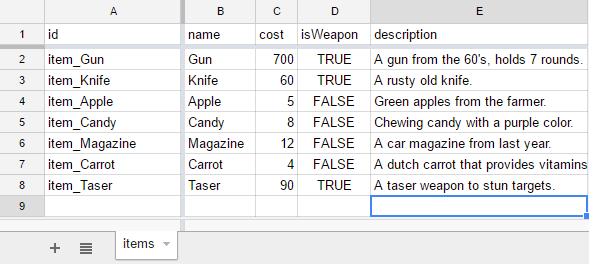 A B C D E
1 id name cost isWeapon description
2 item_Gun Gun 700 TRUE A gun from the 60's, holds 7 rounds.
3 item_Knife Knife 60 TRUE A rusty old knife.
4 item_Apple Apple 5 FALSE Green apples from the farmer.
5 item_Candy Candy 8 FALSE Chewing candy with a purple color.
6 item_Magazine Magazine 12 FALSE A car magazine from last year.
7 item_Carrot Carrot 4 FALSE A dutch carrot that provides vitamins
8 item_Taser Taser 90 TRUE A taser weapon to stun targets.
9
items